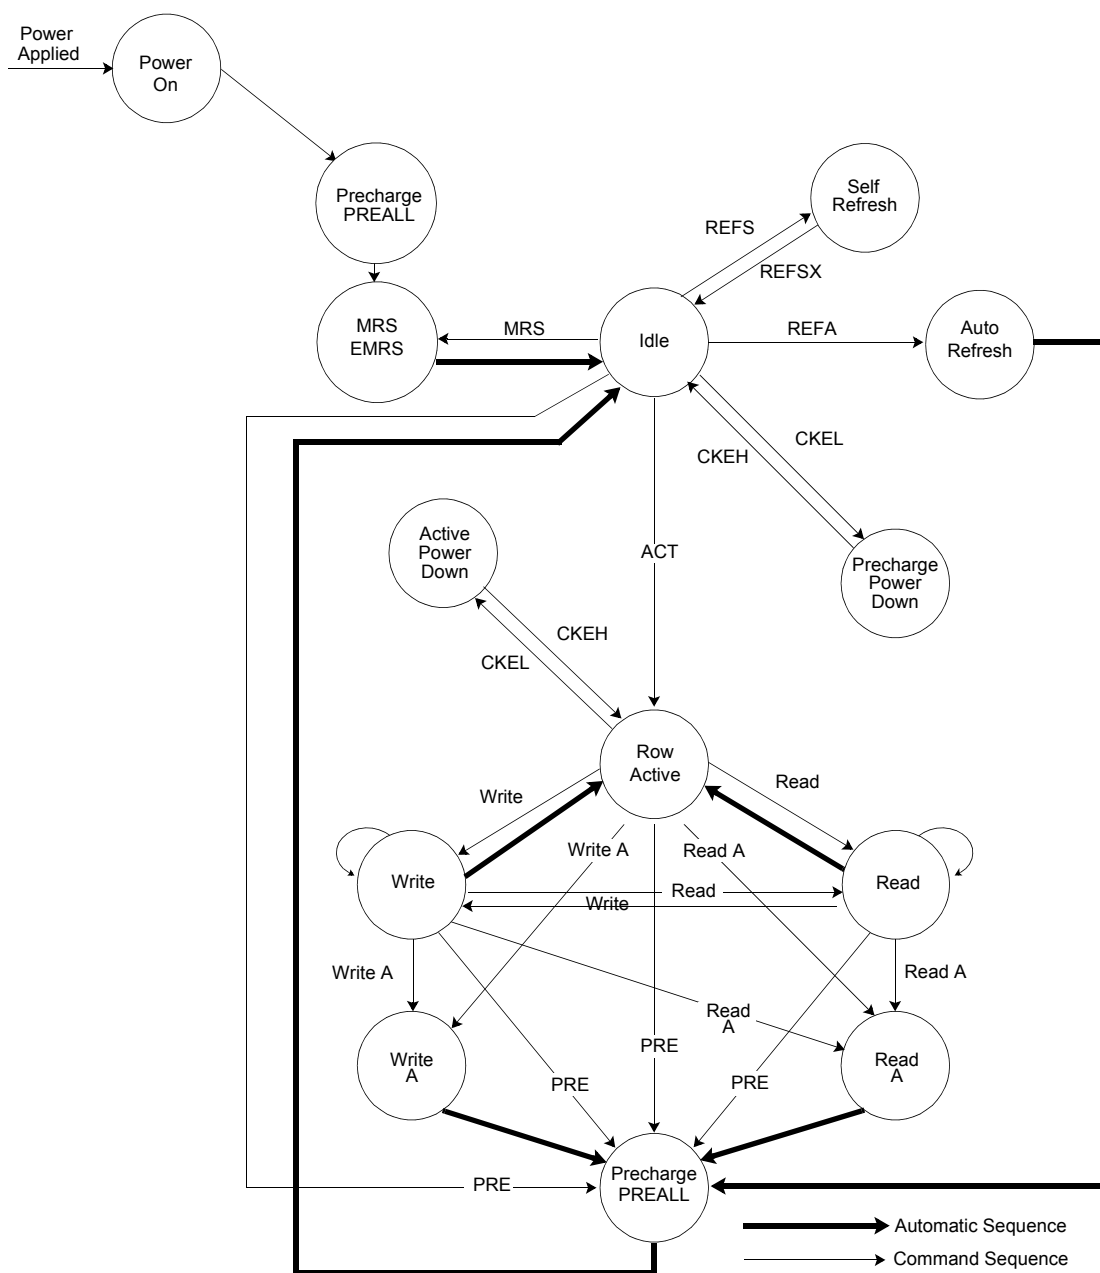 Power
Applied
Power
On
Precharge
PREALL
Self
Refresh
REFS
REFSX
MRS
EMRS
MRS
Idle
REFA
Auto
Refresh
CKEL
CKEH
Active
Power
Down
ACT
Precharge
Power
Down
CKEH
CKEL
Row
Active
Write
Read
Write A
Read A
Write
Read
Read
Write
Write A
Read A
Read
A
Write
A
PRE
Read
A
PRE
PRE
Precharge
PREALL
PRE
Automatic Sequence
Command Sequence